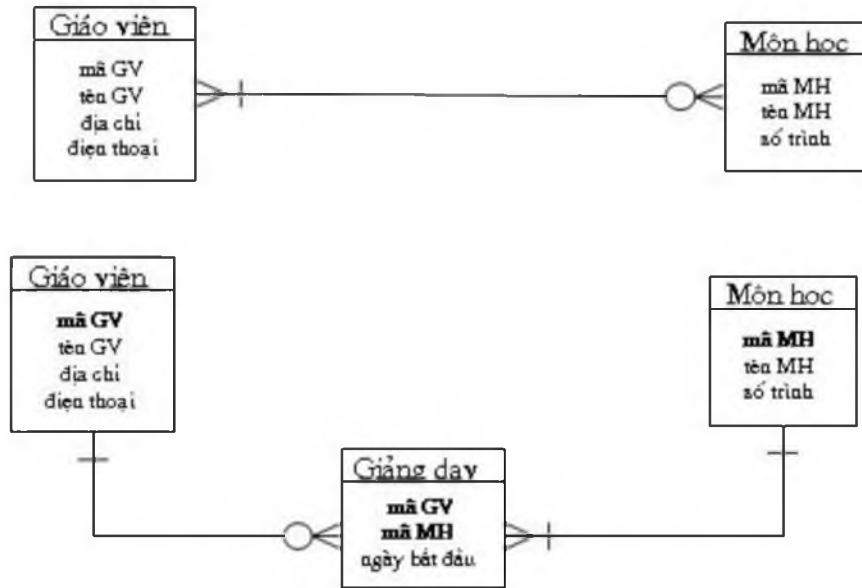 Giáo viên
mã GV
tên GV
địa chỉ
điện thoại
Môn học
mã MH
tên MH
số trình
Giáo viên
mã GV
tên GV
địa chỉ
điện thoại
Môn học
mã MH
tên MH
số trình
Giảng dạy
mã GV
mã MH
ngày bắt đầu